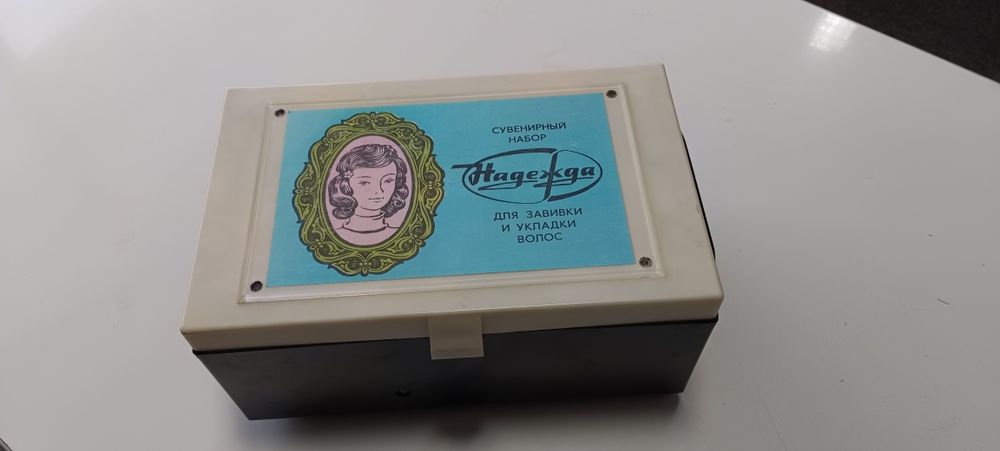 СУВЕНИРНЫЙ
НАБОР
Надежда
ДЛЯ ЗАВИВКИ
И УКЛАДКИ
ВОЛОС